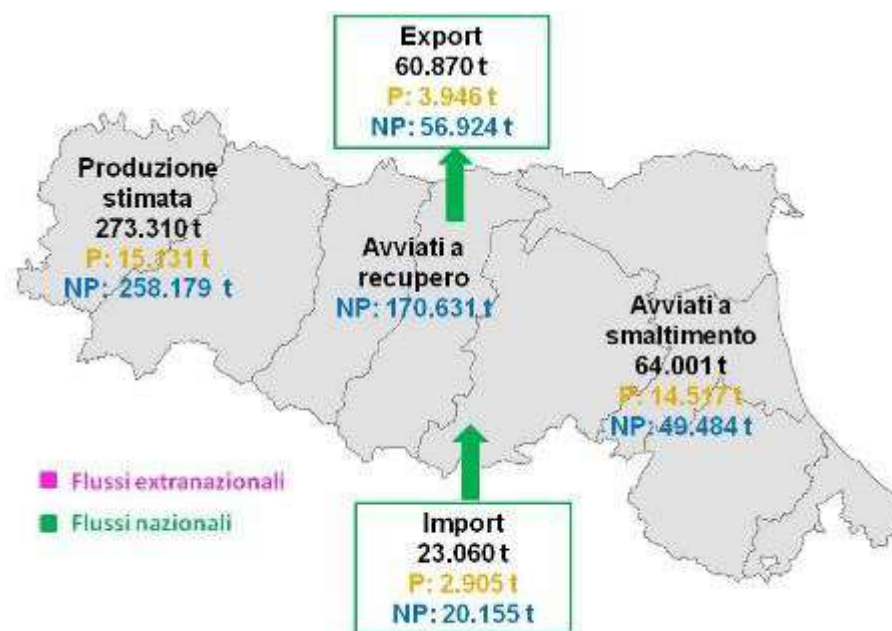 Export
60.870 t
P: 3.946 t
NP: 56.924 t
Produzione
stimata
273.310 t
P: 15.131 t
NP: 258.179 t
Avviati a
recupero
NP: 170.631 t
Avviati a
smaltimento
64.001 t
P: 14.517 t
NP: 49.484 t
Flussi extranazionali
Flussi nazionali
Import
23.060 t
P: 2.905 t
NP: 20.155 t